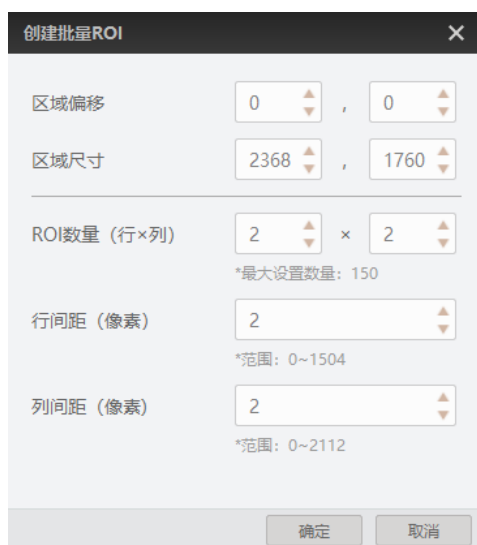 创建批量ROI
区域偏移 0 , 0
区域尺寸 2368 , 1760
ROI数量（行×列） 2 × 2
*最大设置数量：150
行间距（像素） 2
*范围：0~1504
列间距（像素) 2
*范围：0~2112
确定 取消